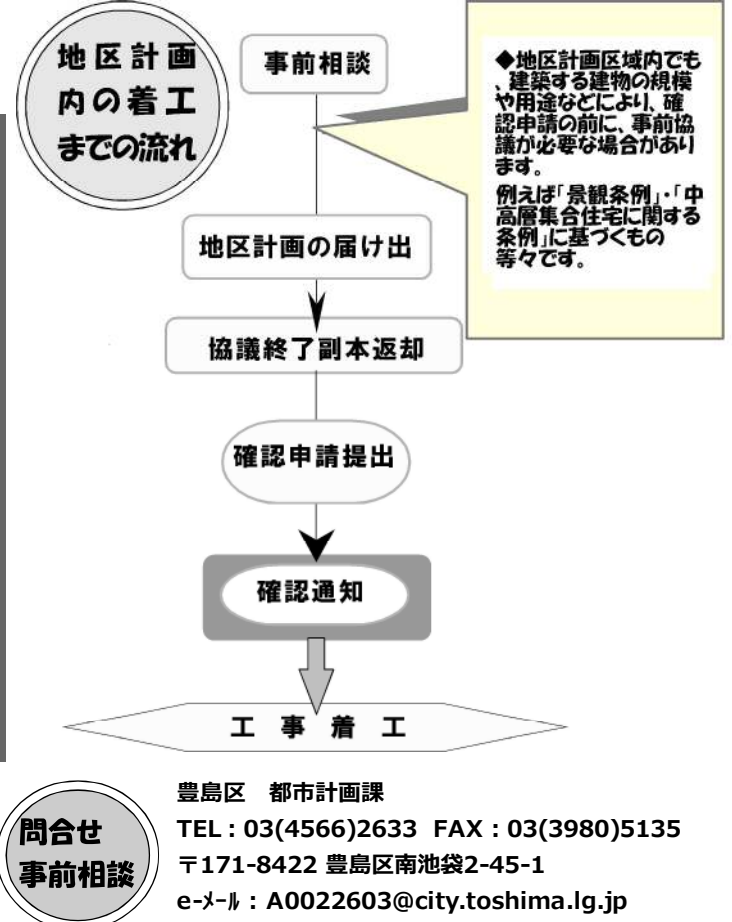 地区計画
内の着工
までの流れ
事前相談
◆地区計画区域内でも
、建築する建物の規模
や用途などにより、確
認申請の前に、事前協
議が必要な場合があり
ます。
例えば「景観条例」・「中
高層集合住宅に関する
条例」に基づくもの
等々です。
地区計画の届け出
協議終了副本返却
確認申請提出
確認通知
工事着工
問合せ
事前相談
豊島区　都市計画課
TEL：03(4566)2633 FAX：03(3980)5135
〒171-8422 豊島区南池袋2-45-1
e-ﾒｰﾙ：A0022603@city.toshima.lg.jp